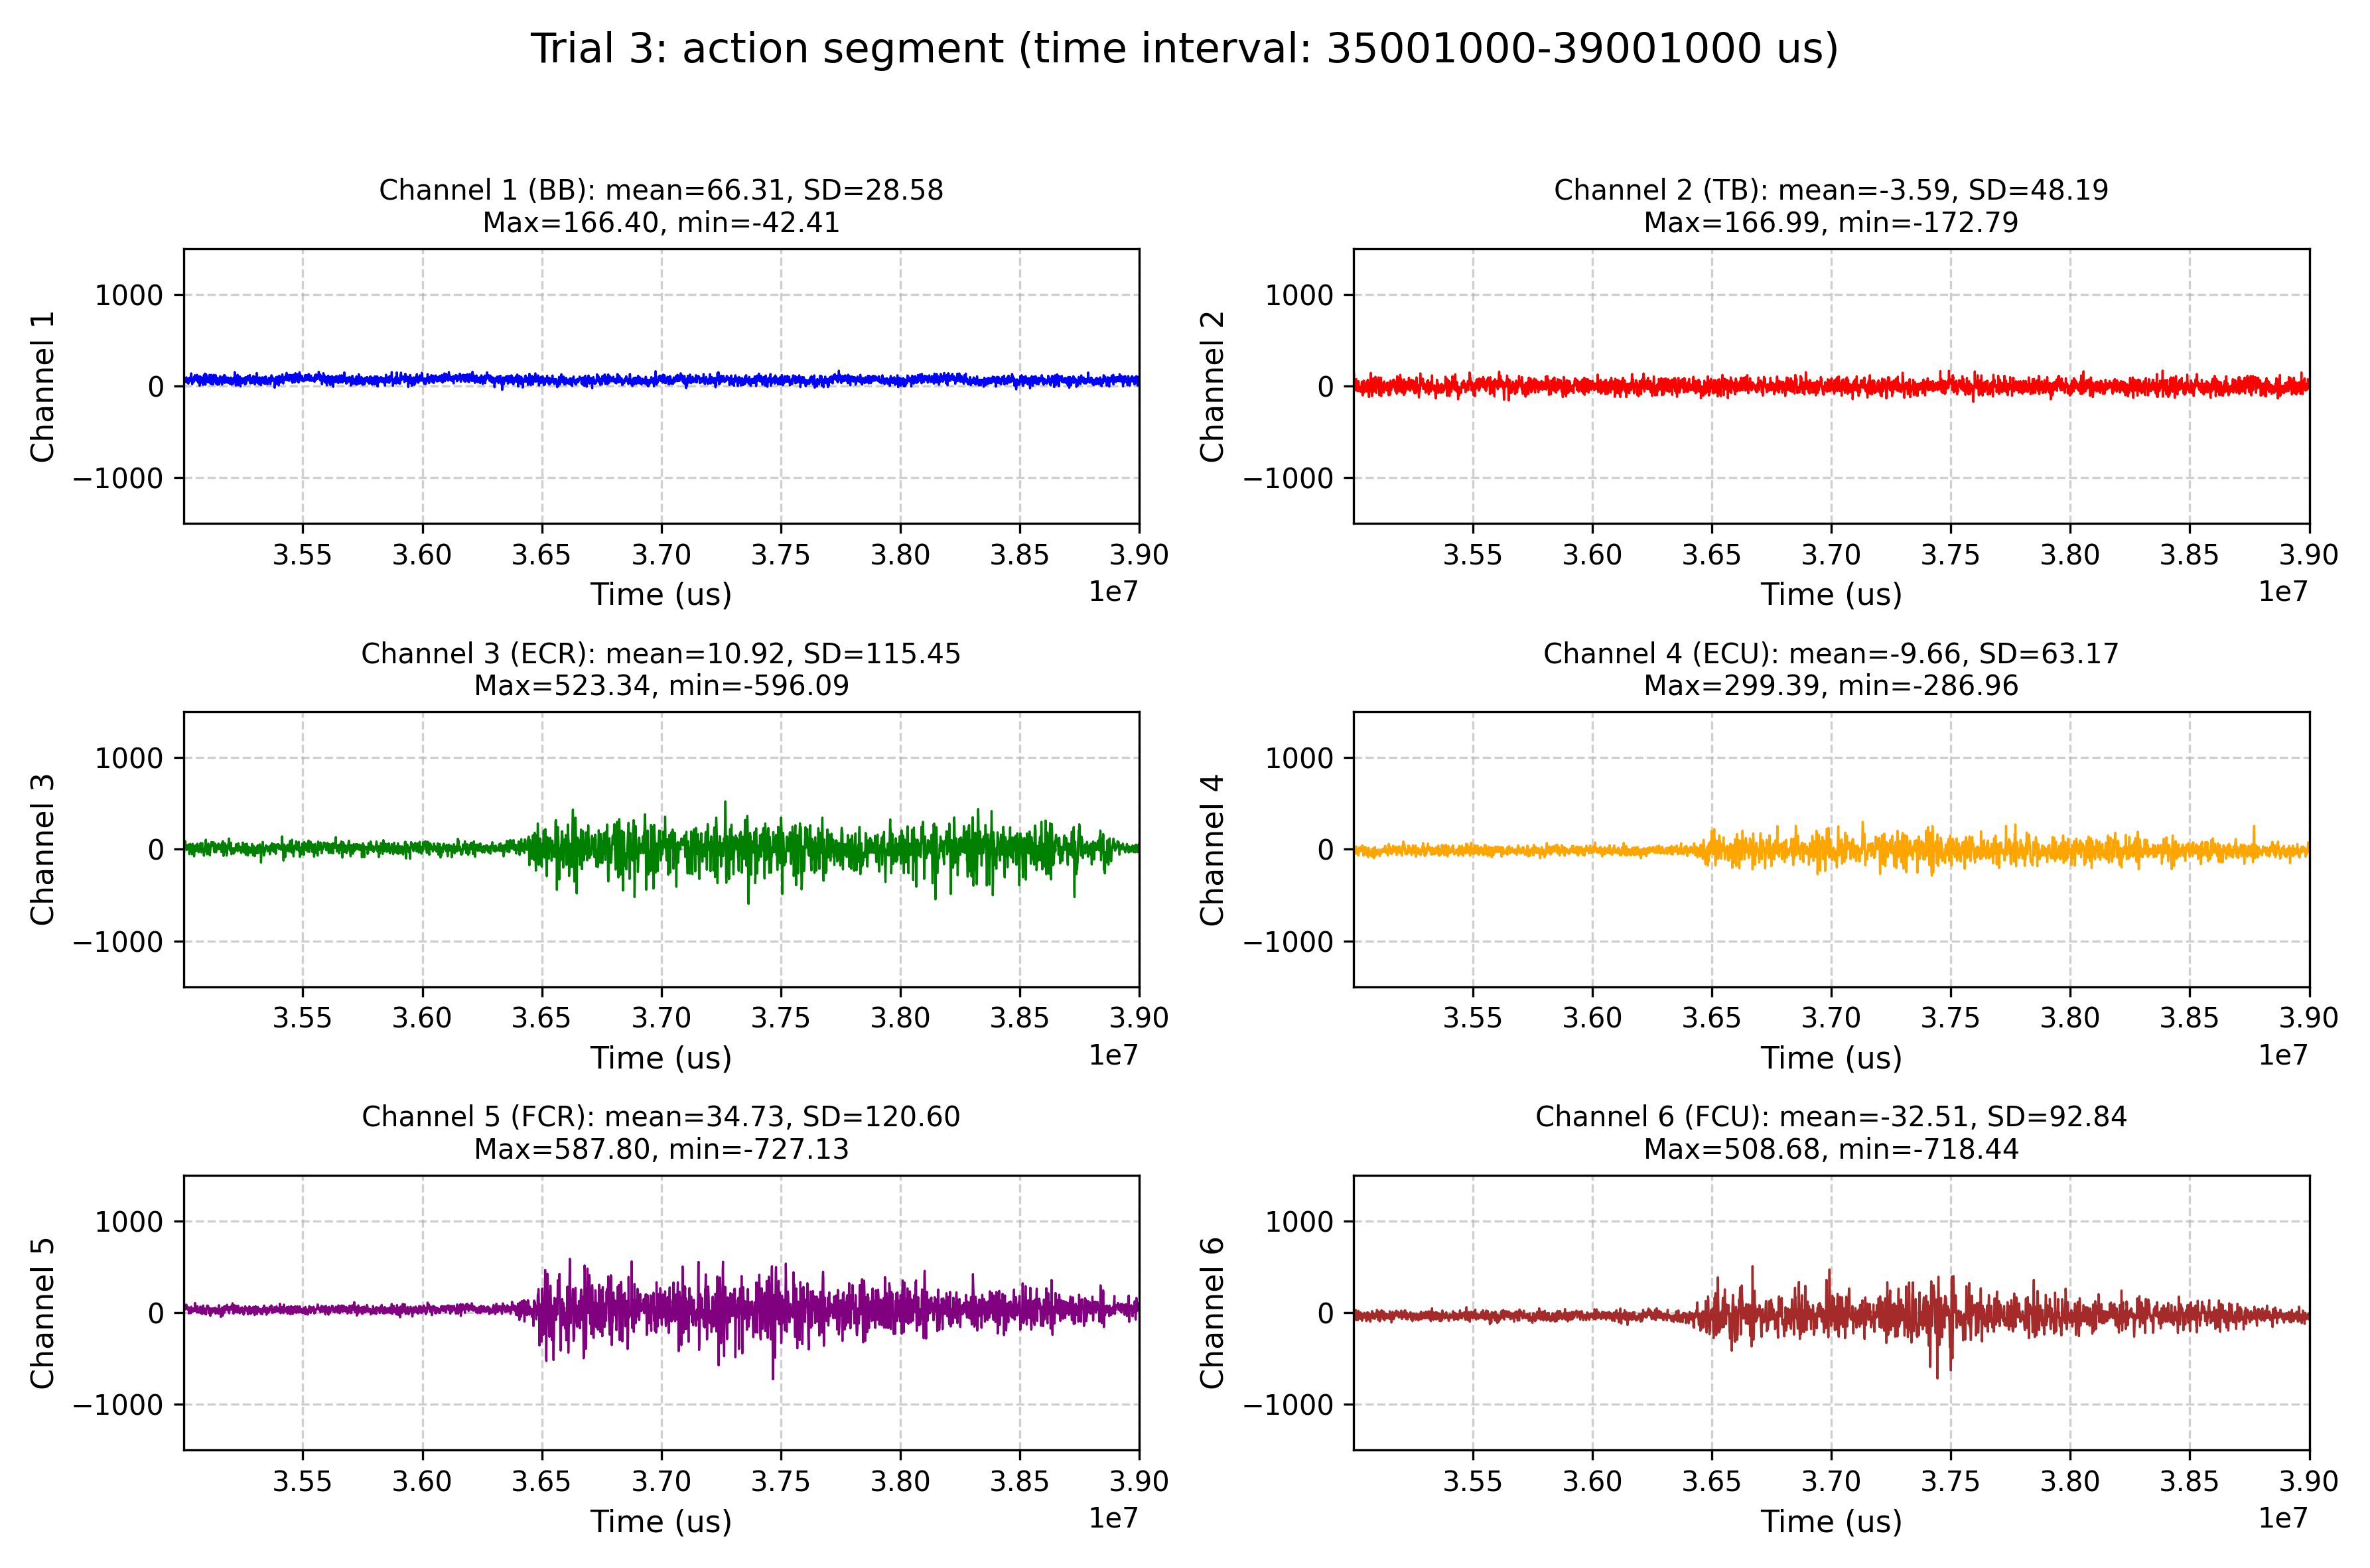 Trial 3: action segment (time interval: 35001000-39001000 us)
Channel 1 (BB): mean=66.31, SD=28.58
Max=166.40, min=-42.41
Channel 1
1000
0
−1000
3.55 3.60 3.65 3.70 3.75 3.80 3.85 3.90
1e7
Time (us)
Channel 2 (TB): mean=-3.59, SD=48.19
Max=166.99, min=-172.79
Channel 2
1000
0
−1000
3.55 3.60 3.65 3.70 3.75 3.80 3.85 3.90
1e7
Time (us)
Channel 3 (ECR): mean=10.92, SD=115.45
Max=523.34, min=-596.09
Channel 3
1000
0
−1000
3.55 3.60 3.65 3.70 3.75 3.80 3.85 3.90
1e7
Time (us)
Channel 4 (ECU): mean=-9.66, SD=63.17
Max=299.39, min=-286.96
Channel 4
1000
0
−1000
3.55 3.60 3.65 3.70 3.75 3.80 3.85 3.90
1e7
Time (us)
Channel 5 (FCR): mean=34.73, SD=120.60
Max=587.80, min=-727.13
Channel 5
1000
0
−1000
3.55 3.60 3.65 3.70 3.75 3.80 3.85 3.90
1e7
Time (us)
Channel 6 (FCU): mean=-32.51, SD=92.84
Max=508.68, min=-718.44
Channel 6
1000
0
−1000
3.55 3.60 3.65 3.70 3.75 3.80 3.85 3.90
1e7
Time (us)